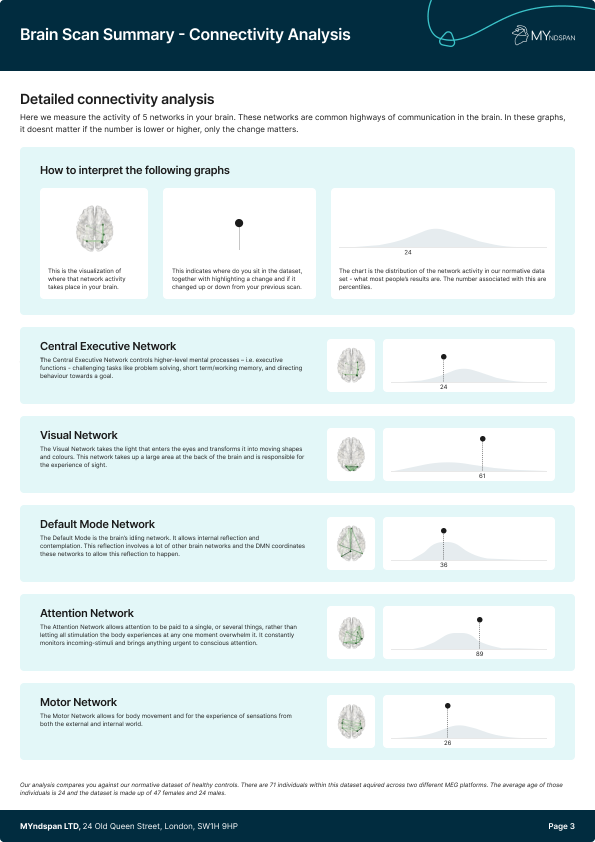 Brain Scan Summary - Connectivity Analysis
MYNDSPAN
Detailed connectivity analysis
Here we measure the activity of 5 networks in your brain. These networks are common highways of communication in the brain. In these graphs,
it doesnt matter if the number is lower or higher, only the change matters.
How to interpret the following graphs
24
This is the visualization of
where that network activity
takes place in your brain.
This indicates where do you sit in the dataset,
together with highlighting a change and if it
changed up or down from your previous scan.
The chart is the distribution of the network activity in our normative data
set - what most people's results are. The number associated with this are
percentiles.
Central Executive Network
The Central Executive Network controls higher-level mental processes – i.e. executive
functions - challenging tasks like problem solving, short term/working memory, and directing
behaviour towards a goal.
24
Visual Network
The Visual Network takes the light that enters the eyes and transforms it into moving shapes
and colours. This network takes up a large area at the back of the brain and is responsible for
the experience of sight.
61
Default Mode Network
The Default Mode is the brain's idling network. It allows internal reflection and
contemplation. This reflection involves a lot of other brain networks and the DMN coordinates
these networks to allow this reflection to happen.
36
Attention Network
The Attention Network allows attention to be paid to a single, or several things, rather than
letting all stimulation the body experiences at any one moment overwhelm it. It constantly
monitors incoming-stimuli and brings anything urgent to conscious attention.
89
Motor Network
The Motor Network allows for body movement and for the experience of sensations from
both the external and internal world.
26
Our analysis compares you against our normative dataset of healthy controls. There are 71 individuals within this dataset aquired across two different MEG platforms. The average age of those
individuals is 24 and the dataset is made up of 47 females and 24 males.
MYndspan LTD, 24 Old Queen Street, London, SW1H 9HP
Page 3